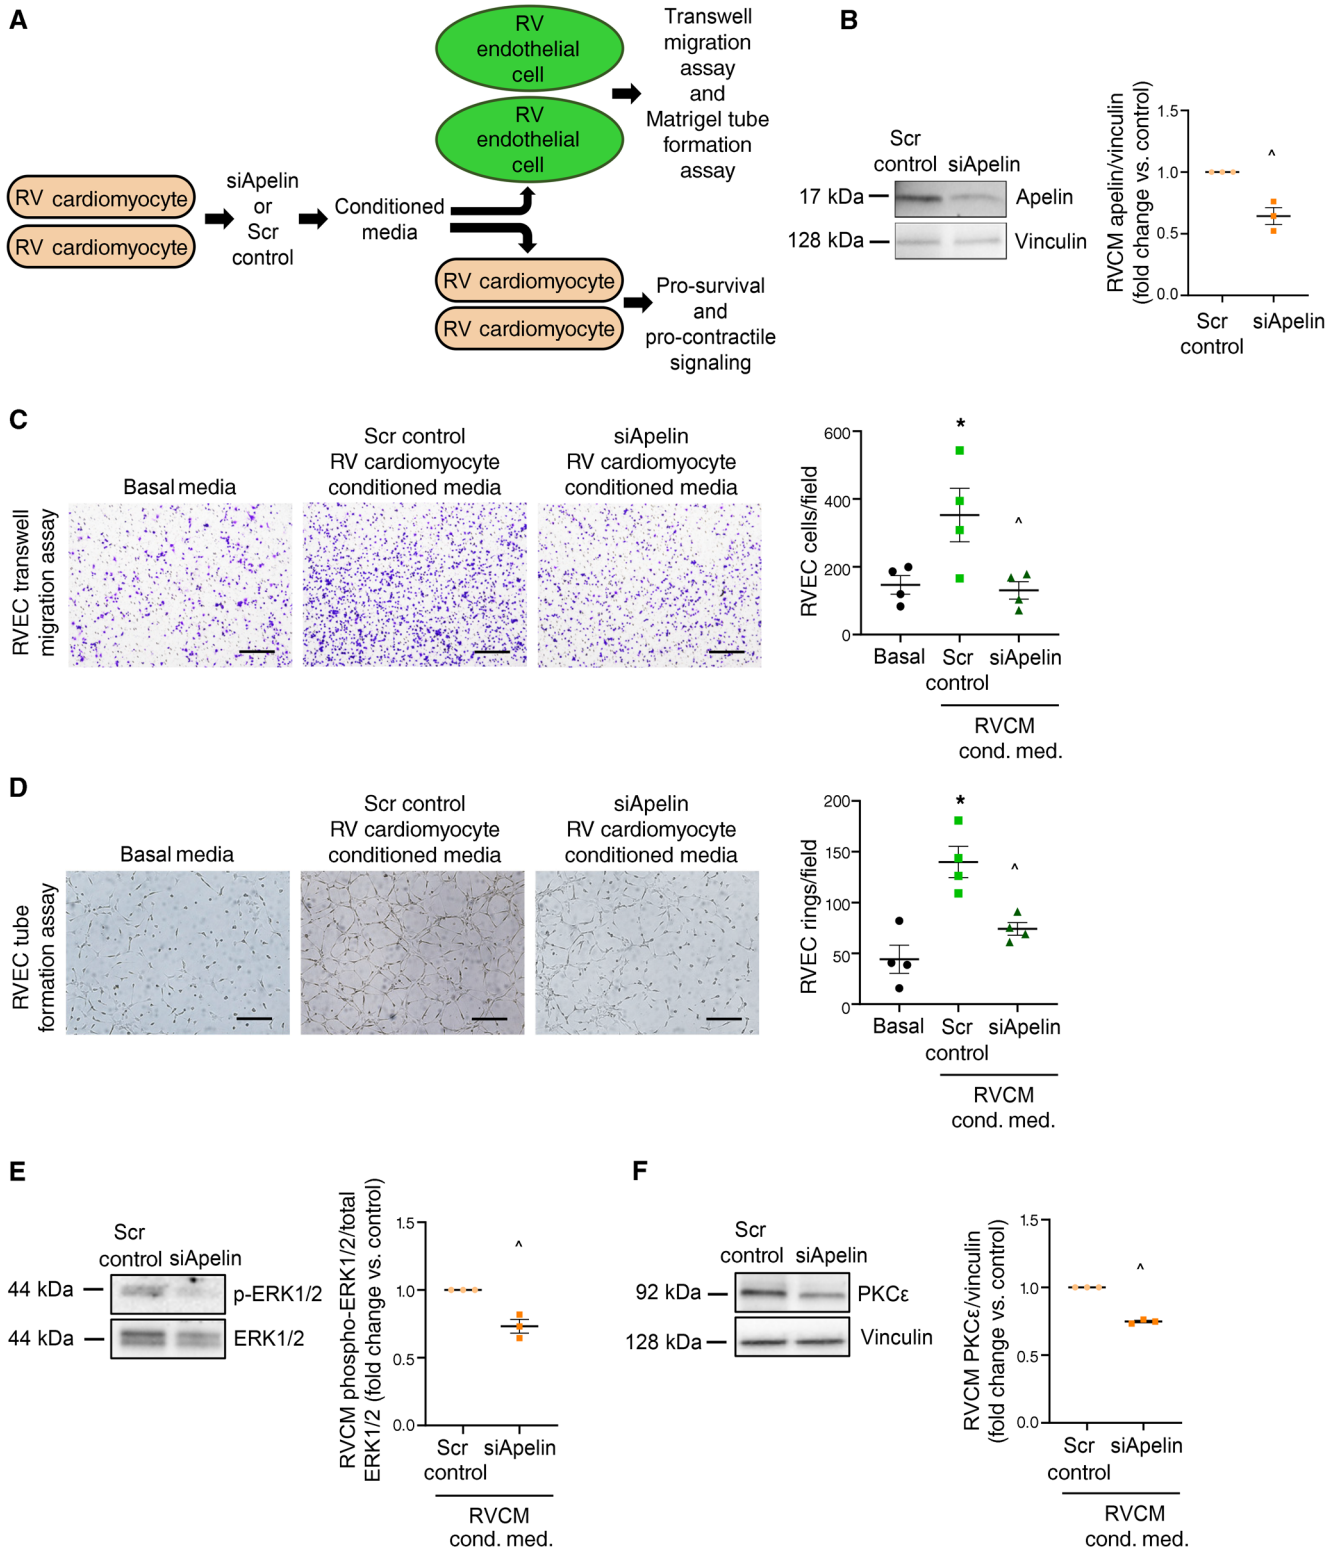 A
RV cardiomyocyte
RV cardiomyocyte
siApelin
or
Scr
control
Conditioned
media
RV
endothelial
cell
RV
endothelial
cell
Transwell
migration
assay
and
Matrigel tube
formation
assay
RV cardiomyocyte
RV cardiomyocyte
Pro-survival
and
pro-contractile
signaling
B
Scr
control siApelin
17 kDa
Apelin
128 kDa
Vinculin
RVCM apelin/vinculin
(fold change vs. control)
1.5
1.0
0.5
0.0
^
Scr
control
siApelin
C
Basal media
Scr control
RV cardiomyocyte
conditioned media
siApelin
RV cardiomyocyte
conditioned media
RVEC transwell
migration assay
RVEC cells/field
600
400
200
0
*
^
Basal
Scr
control
siApelin
RVCM
cond. med.
D
Basal media
Scr control
RV cardiomyocyte
conditioned media
siApelin
RV cardiomyocyte
conditioned media
RVEC tube
formation assay
RVEC rings/field
200
150
100
50
0
*
^
Basal
Scr
control
siApelin
RVCM
cond. med.
E
Scr
control siApelin
44 kDa
p-ERK1/2
44 kDa
ERK1/2
RVCM phospho-ERK1/2/total
ERK1/2 (fold change vs. control)
1.5
1.0
0.5
0.0
^
Scr
control
siApelin
RVCM
cond. med.
F
Scr
control siApelin
92 kDa
PKCε
128 kDa
Vinculin
RVCM PKCε/vinculin
(fold change vs. control)
1.5
1.0
0.5
0.0
^
Scr
control
siApelin
RVCM
cond. med.